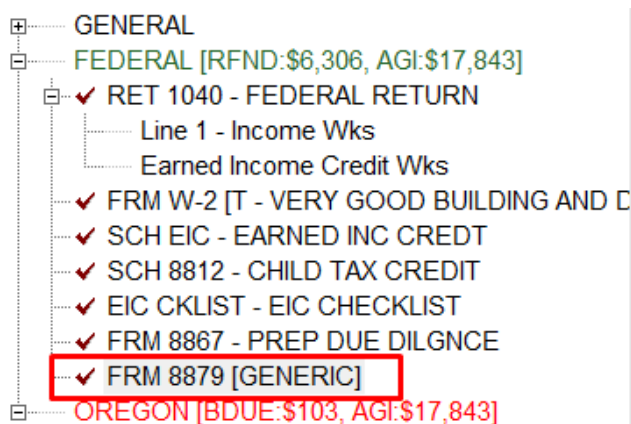 GENERAL
FEDERAL [RFND:$6,306, AGI:$17,843]
RET 1040 - FEDERAL RETURN
Line 1 - Income Wks
Earned Income Credit Wks
FRM W-2 [T - VERY GOOD BUILDING AND D
SCH EIC - EARNED INC CREDT
SCH 8812 - CHILD TAX CREDIT
EIC CKLIST - EIC CHECKLIST
FRM 8867 - PREP DUE DILGNCE
FRM 8879 [GENERIC]
OREGON [BDUE:$103, AGI:$17,843]